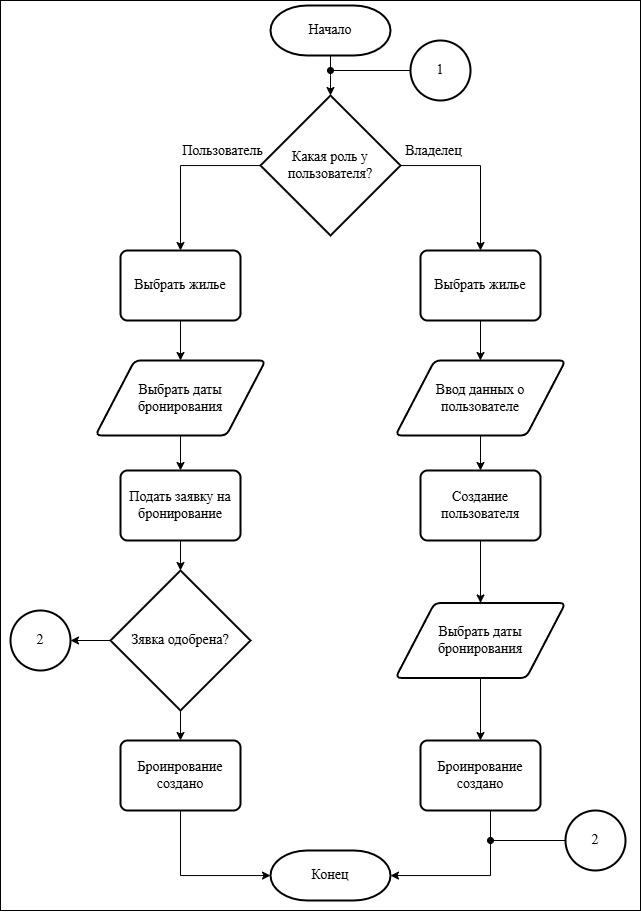 Начало
1
Какая роль у
пользователя?
Пользователь
Владелец
Выбрать жилье
Выбрать жилье
Выбрать даты
бронирования
Ввод данных о
пользователе
Подать заявку на
бронирование
Создание
пользователя
2
Зявка одобрена?
Выбрать даты
бронирования
Броинрование
создано
Броинрование
создано
2
Конец